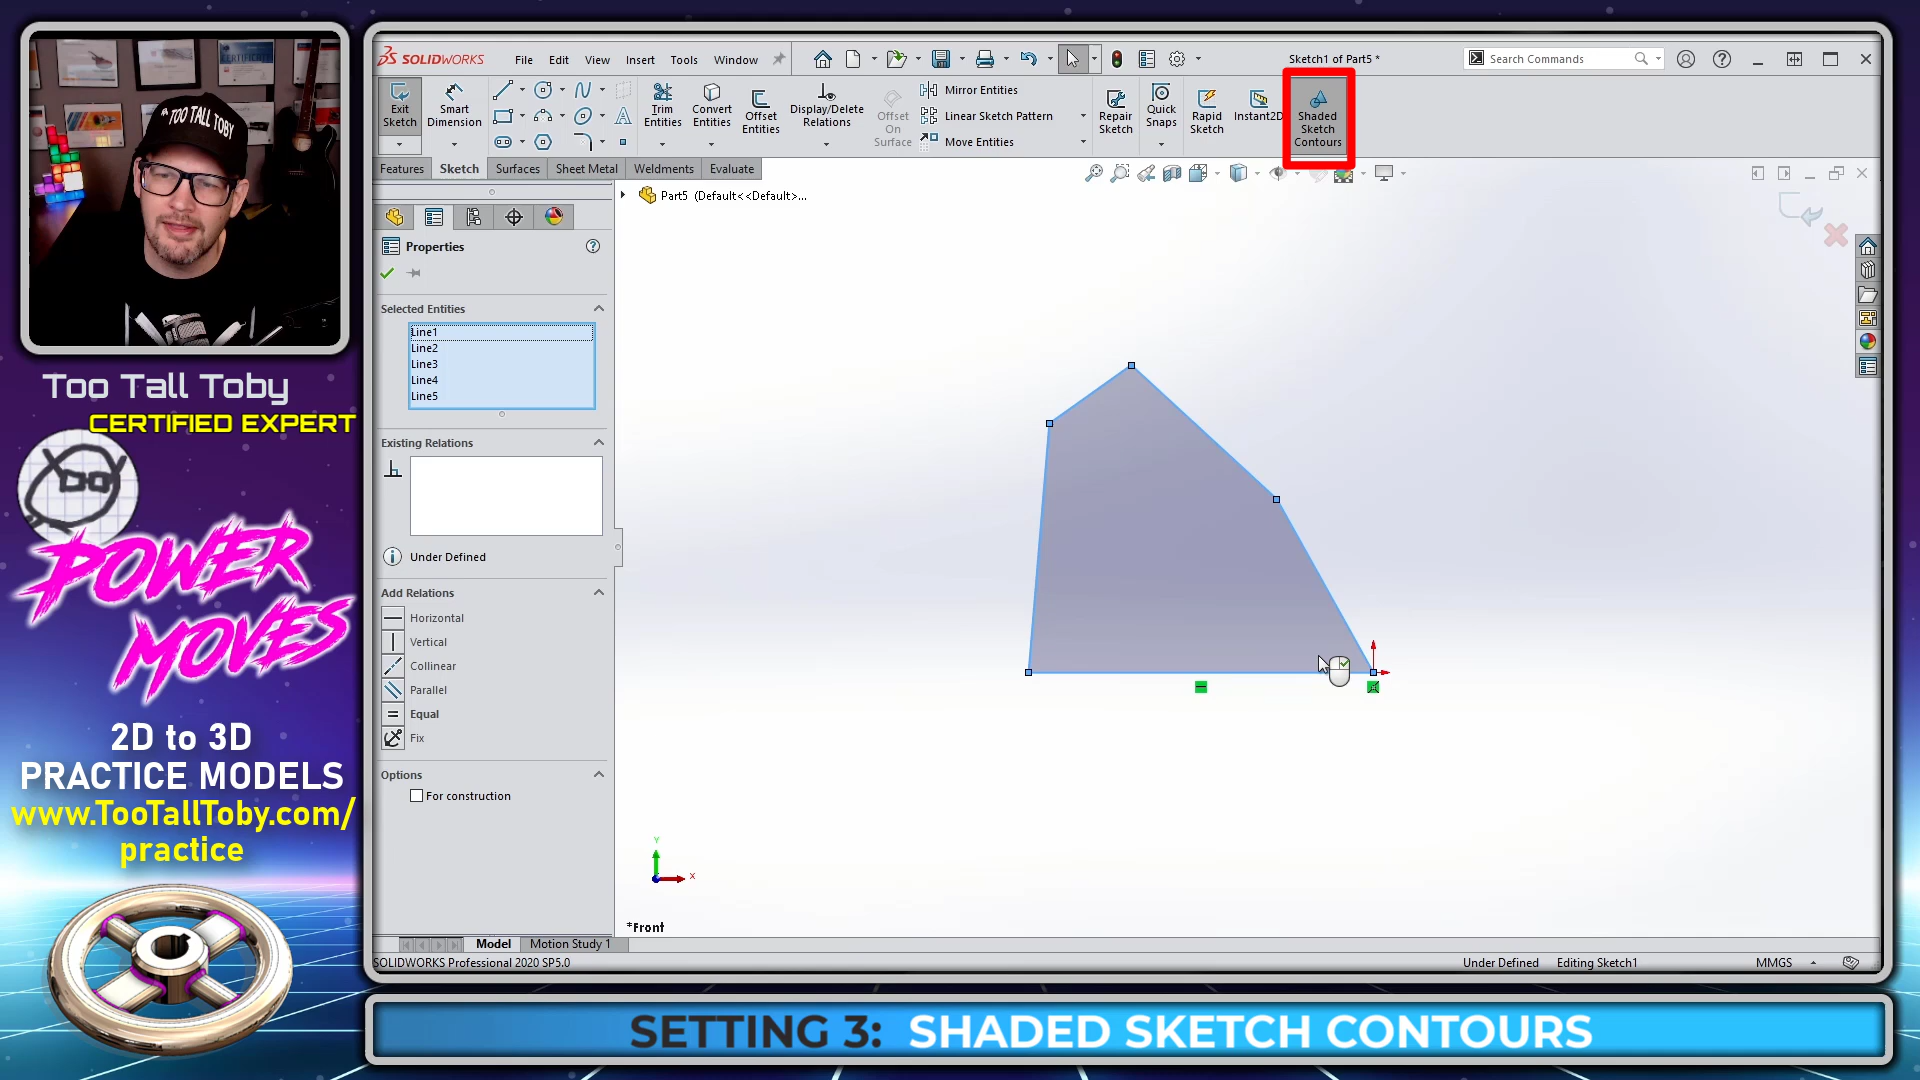 TOO TALL TOBY
Too Tall Toby
CERTIFIED EXPERT
POWER
MOVES
2D to 3D
PRACTICE MODELS
www.TooTallToby.com/
practice
SOLIDWORKS
File
Edit
View
Insert
Tools
Window
Sketch1 of Part5 *
Search Commands
Exit
Sketch
Smart
Dimension
Trim
Entities
Convert
Entities
Offset
Entities
Display/Delete
Relations
Offset
On
Surface
Mirror Entities
Linear Sketch Pattern
Move Entities
Repair
Sketch
Quick
Snaps
Rapid
Sketch
Instant2D
Shaded
Sketch
Contours
Features
Sketch
Surfaces
Sheet Metal
Weldments
Evaluate
Part5 (Default<<Default>...
Properties
Selected Entities
Line1
Line2
Line3
Line4
Line5
Existing Relations
Under Defined
Add Relations
Horizontal
Vertical
Collinear
Parallel
Equal
Fix
Options
For construction
Y
X
*Front
Model
Motion Study 1
SOLIDWORKS Professional 2020 SP5.0
Under Defined
Editing Sketch1
MMGS
SETTING 3: SHADED SKETCH CONTOURS